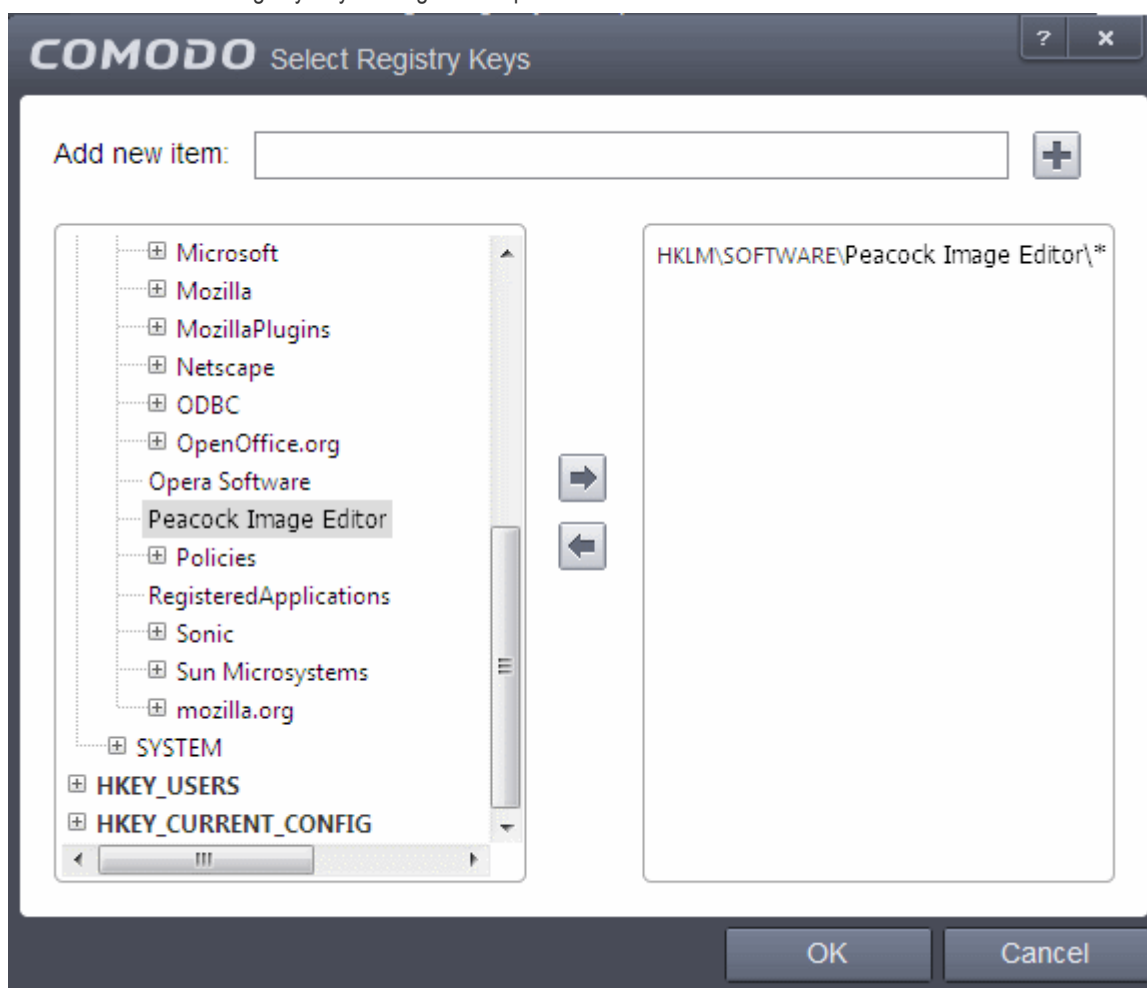 COMODO Select Registry Keys
? x
Add new item:
Microsoft
Mozilla
MozillaPlugins
Netscape
ODBC
OpenOffice.org
Opera Software
Peacock Image Editor
Policies
RegisteredApplications
Sonic
Sun Microsystems
mozilla.org
SYSTEM
HKEY_USERS
HKEY_CURRENT_CONFIG
HKLM\SOFTWARE\Peacock Image Editor\*
OK
Cancel